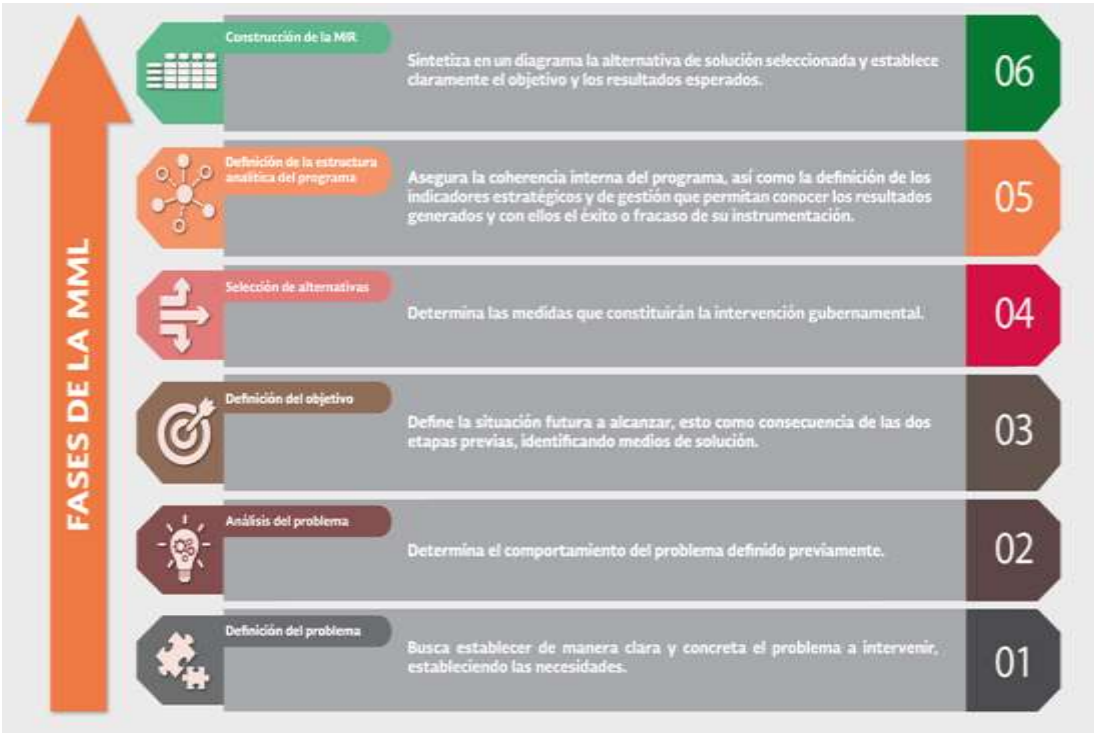 FASES DE LA MML
Construcción de la MIR
Sintetiza en un diagrama la alternativa de solución seleccionada y establece
claramente el objetivo y los resultados esperados.
06
Definición de la estructura
analítica del programa
Asegura la coherencia interna del programa, así como la definición de los
indicadores estratégicos y de gestión que permitan conocer los resultados
generados y con ellos el éxito o fracaso de su instrumentación.
05
Selección de alternativas
Determina las medidas que constituirán la intervención gubernamental.
04
Definición del objetivo
Define la situación futura a alcanzar, esto como consecuencia de las dos
etapas previas, identificando medios de solución.
03
Análisis del problema
Determina el comportamiento del problema definido previamente.
02
Definición del problema
Busca establecer de manera clara y concreta el problema a intervenir,
estableciendo las necesidades.
01